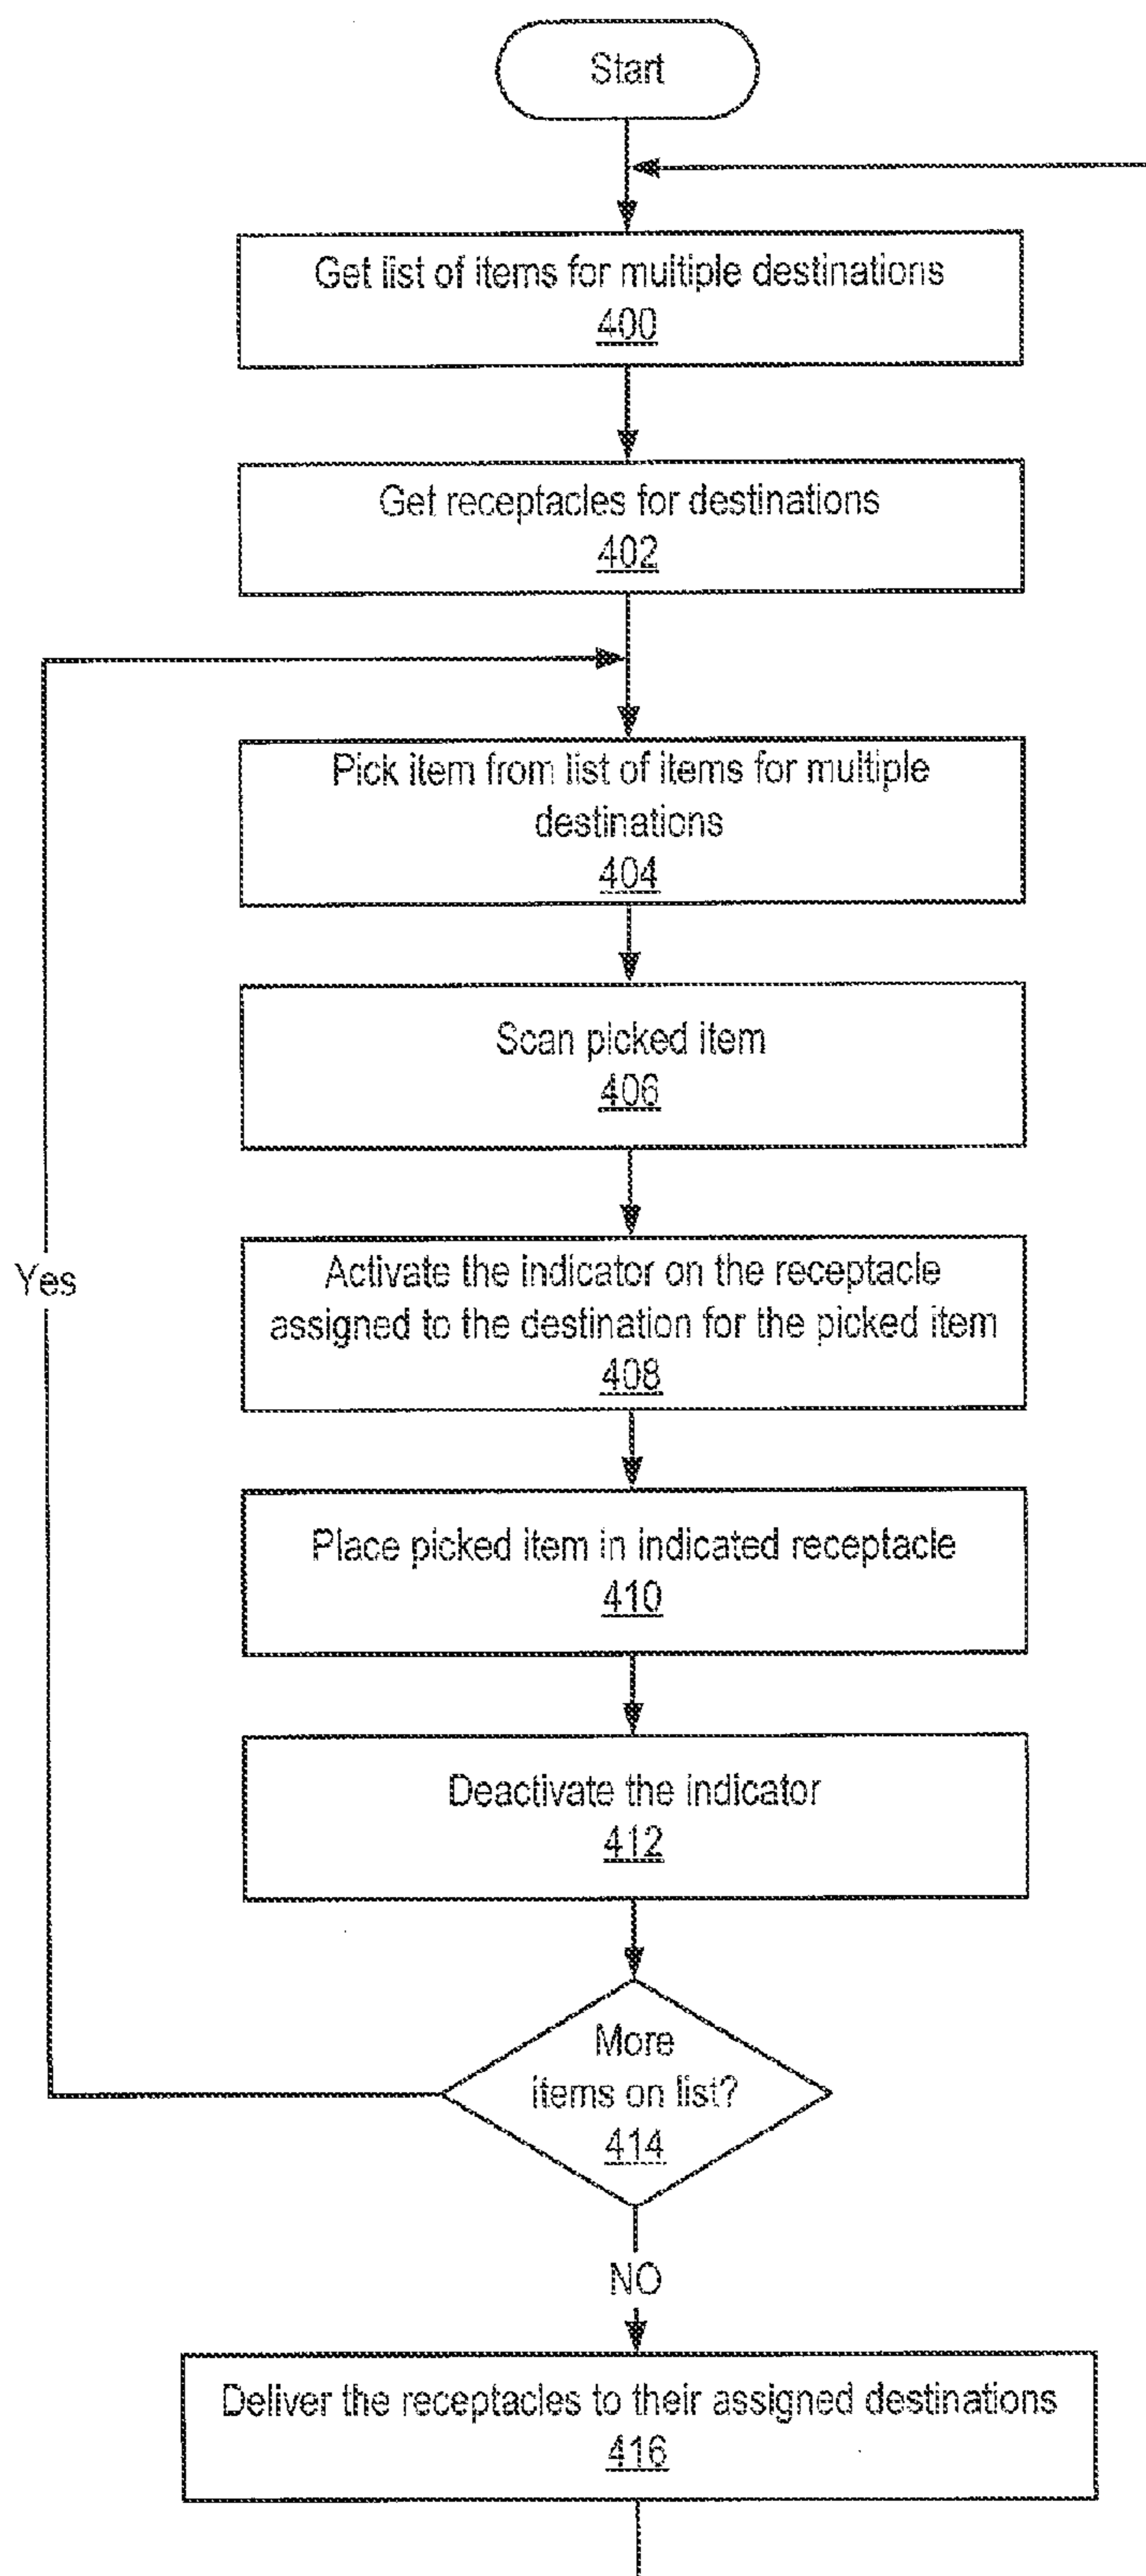 Start
Get list of items for multiple destinations
400
Get receptacles for destinations
402
Pick item from list of items for multiple
destinations
404
Scan picked item
406
Yes
Activate the indicator on the receptacle
assigned to the destination for the picked item
408
Place picked item in indicated receptacle
410
Deactivate the indicator
412
More
items on list?
414
NO
Deliver the receptacles to their assigned destinations
416